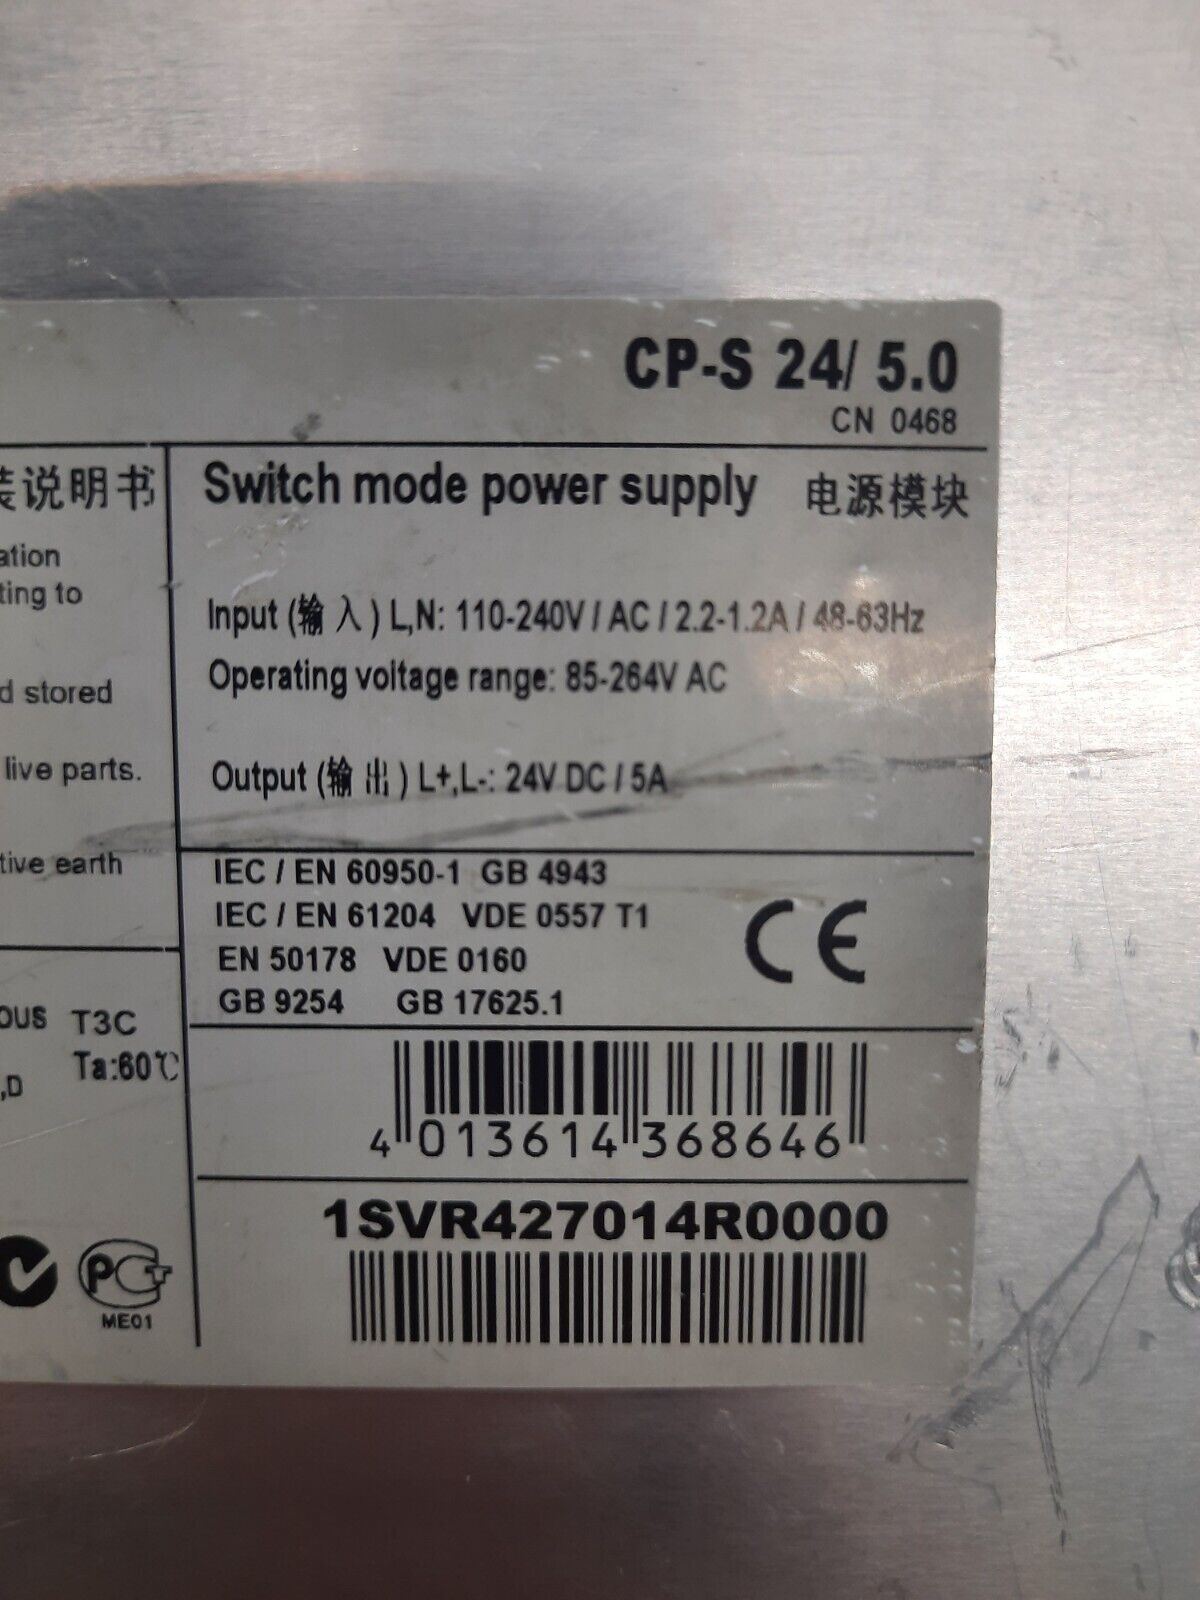 CP-S 24/ 5.0
CN 0468
说明书
Switch mode power supply 电源模块
ting to
Input (输入) L,N: 110-240V / AC / 2.2-1.2A / 48-63Hz
Operating voltage range: 85-264V AC
d stored
live parts.
Output (输出) L+,L-: 24V DC / 5A
tive earth
IEC / EN 60950-1 GB 4943
IEC / EN 61204 VDE 0557 T1
EN 50178 VDE 0160
GB 9254 GB 17625.1
CE
OUS T3C
Ta:60℃
,D
4 013614 368646
1SVR427014R0000
PCT
ME01